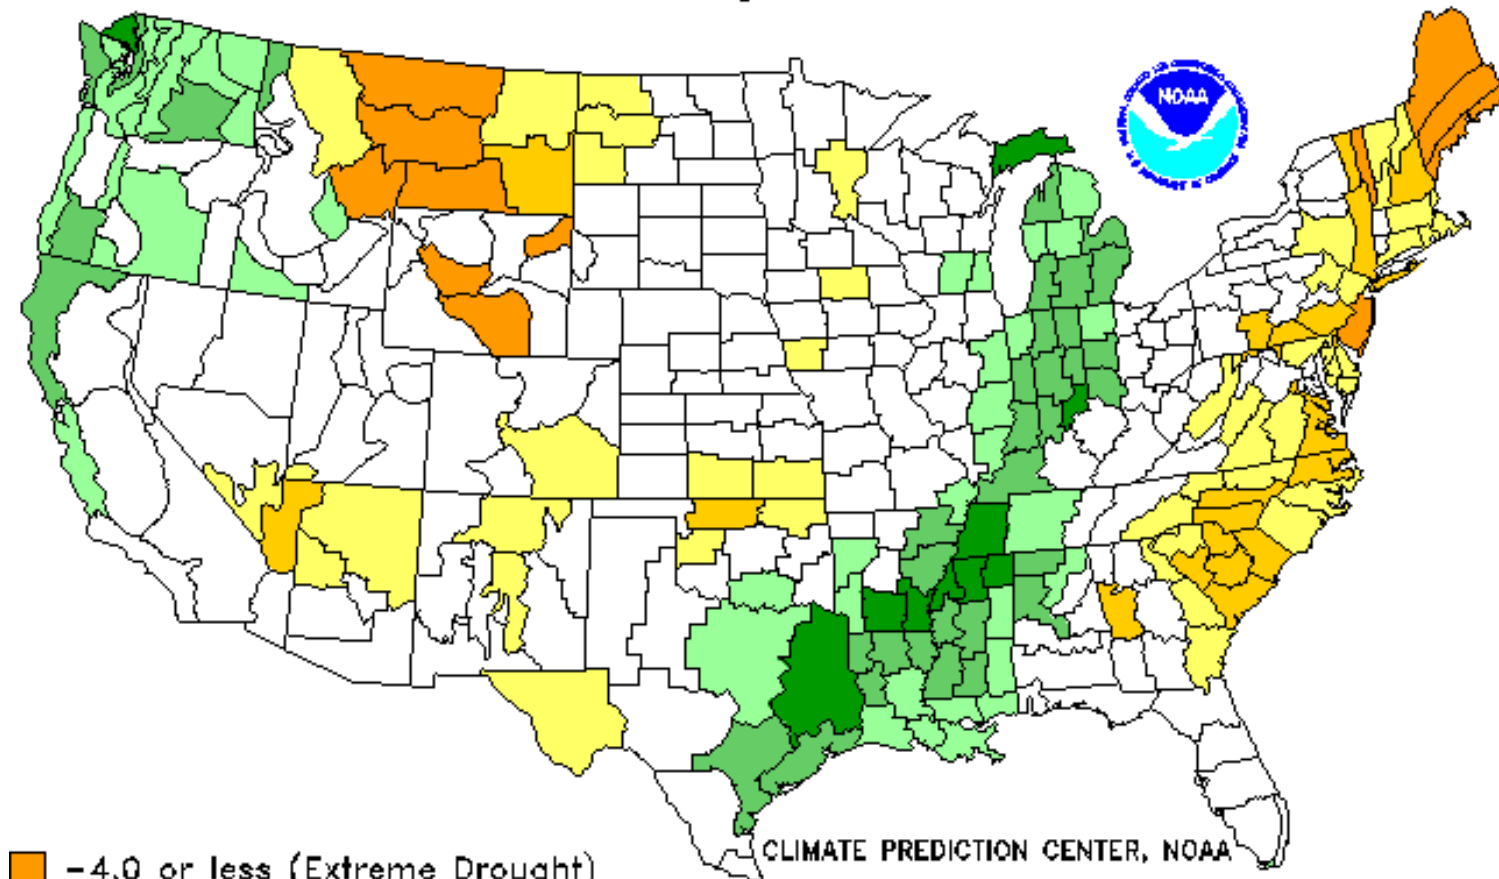 NOAA
CLIMATE PREDICTION CENTER, NOAA
-4.0 or less (Extreme Drought)